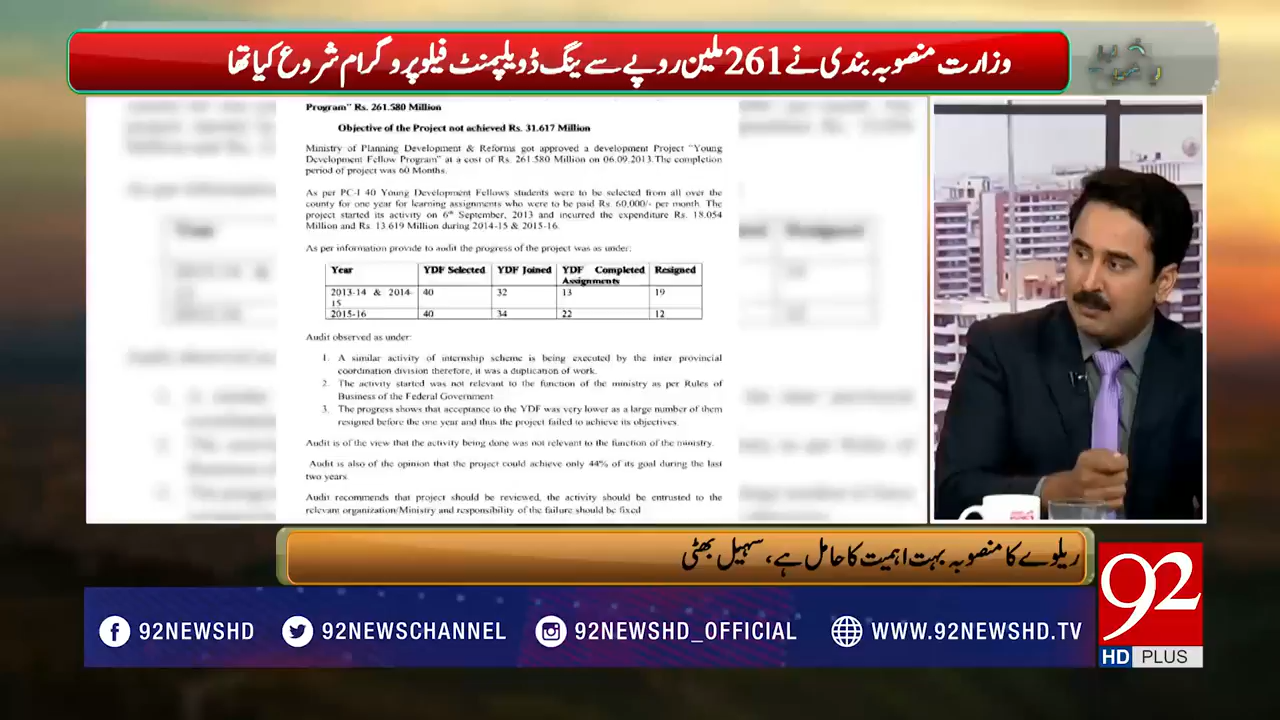 وزارت منصوبہ بندی نے 261 ملین روپے سے ینگ ڈویلپمنٹ فیلو پروگرام شروع کیا تھا
Program" Rs. 261.580 Million
Objective of the Project not achieved Rs. 31.617 Million
Ministry of Planning Development & Reforms got approved a development Project "Young
Development Fellow Program" at a cost of Rs. 261.580 Million on 06.09.2013.The completion
period of project was 60 Months.
As per PC-I 40 Young Development Fellows students were to be selected from all over the
county for one year for learning assignments who were to be paid Rs. 60,000/- per month. The
project started its activity on 6th September, 2013 and incurred the expenditure Rs. 18.054
Million and Rs. 13.619 Million during 2014-15 & 2015-16.
As per information provide to audit the progress of the project was as under:
Year YDF Selected YDF Joined YDF Completed Assignments Resigned
2013-14 & 2014-15 40 32 13 19
2015-16 40 34 22 12
Audit observed as under:
1. A similar activity of internship scheme is being executed by the inter provincial
coordination division therefore, it was a duplication of work.
2. The activity started was not relevant to the function of the ministry as per Rules of
Business of the Federal Government
3. The progress shows that acceptance to the YDF was very lower as a large number of them
resigned before the one year and thus the project failed to achieve its objectives.
Audit is of the view that the activity being done was not relevant to the function of the ministry.
Audit is also of the opinion that the project could achieve only 44% of its goal during the last
two years
Audit recommends that project should be reviewed, the activity should be entrusted to the
relevant organization/Ministry and responsibility of the failure should be fixed
ریلوے کا منصوبہ بہت اہمیت کا حامل ہے، سہیل بھٹی
92NEWSHD 92NEWSCHANNEL 92NEWSHD_OFFICIAL WWW.92NEWSHD.TV
92
HD PLUS